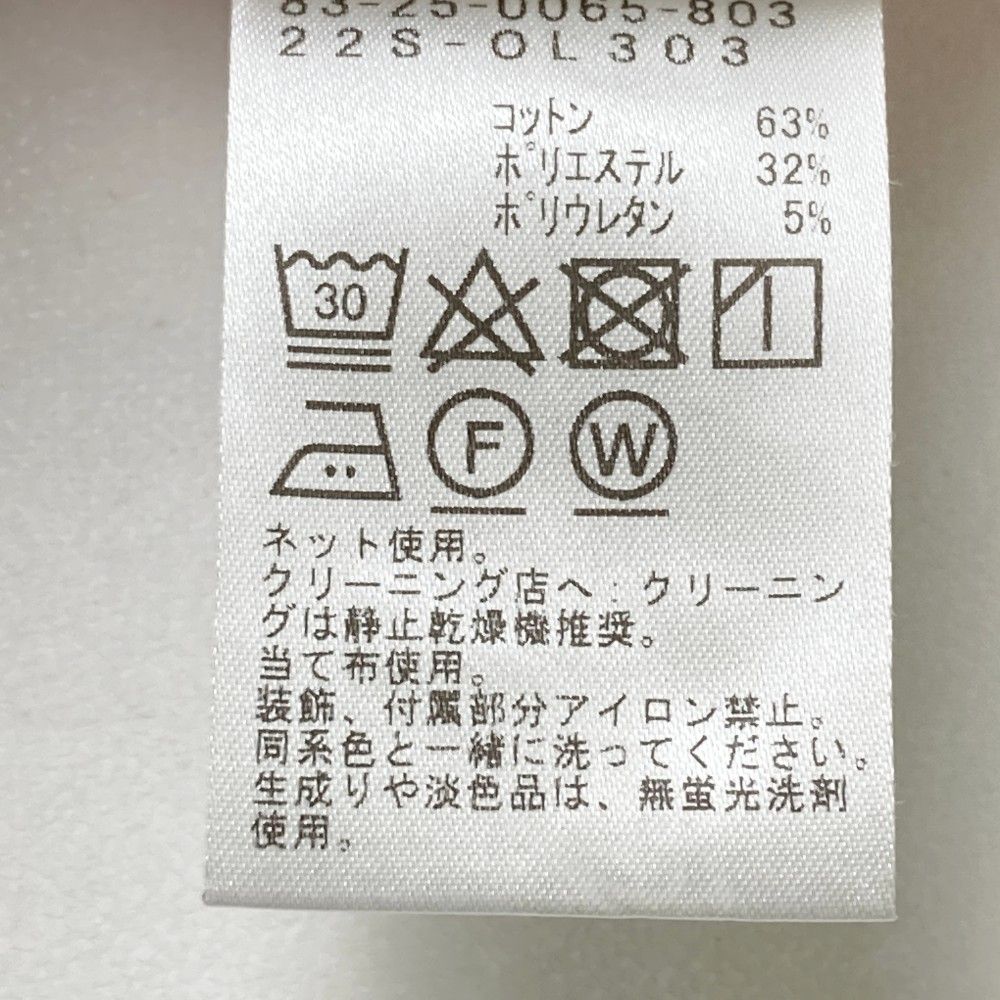 83-25-0065-803
22S-OL303
コットン 63%
ポリエステル 32%
ポリウレタン 5%
30
F W
ネット使用。
クリーニング店へ:クリーニン
グは静止乾燥機推奨。
当て布使用。
装飾、付属部分アイロン禁止。
同系色と一緒に洗ってください。
生成りや淡色品は、無蛍光洗剤
使用。